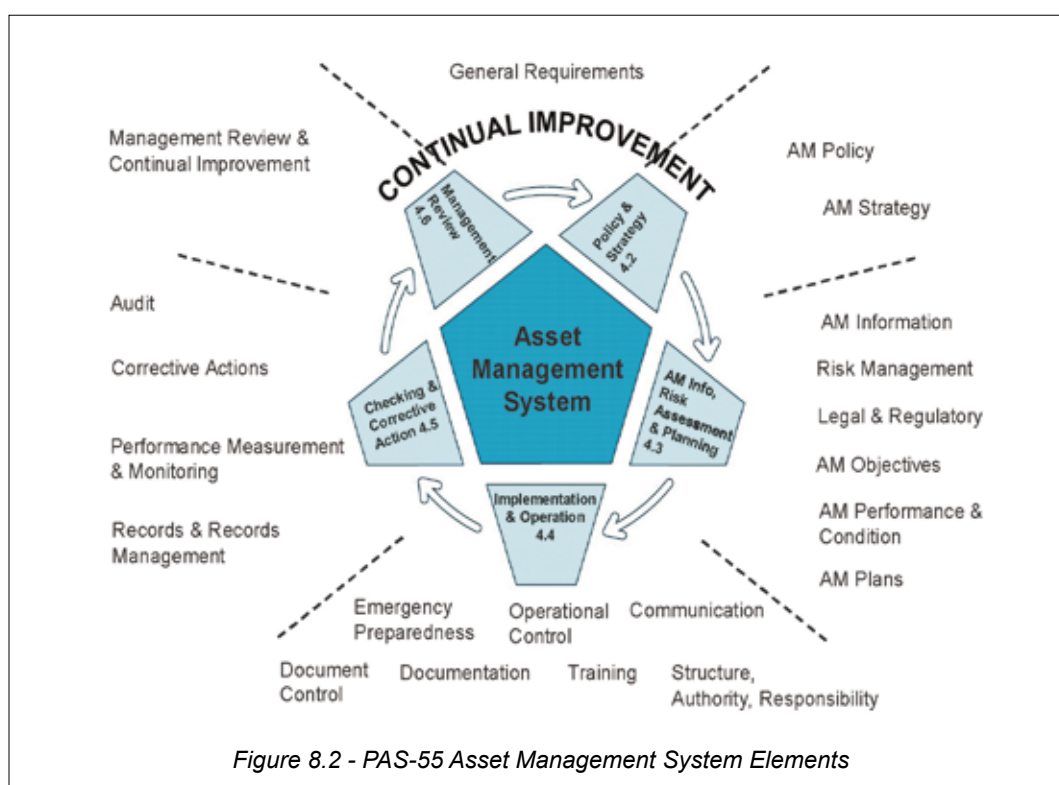 General Requirements
CONTINUAL IMPROVEMENT
Management Review &
Continual Improvement
AM Policy
AM Strategy
Management
Review
4.6
Policy &
Strategy
4.2
Audit
Corrective Actions
Performance Measurement
& Monitoring
Records & Records
Management
Asset
Management
System
Checking &
Corrective
Action 4.5
AM Info,
Risk
Assessment
& Planning
4.3
AM Information
Risk Management
Legal & Regulatory
AM Objectives
AM Performance &
Condition
AM Plans
Implementation
& Operation
4.4
Emergency
Preparedness
Operational
Control
Communication
Document
Control
Documentation
Training
Structure,
Authority, Responsibility
Figure 8.2 - PAS-55 Asset Management System Elements